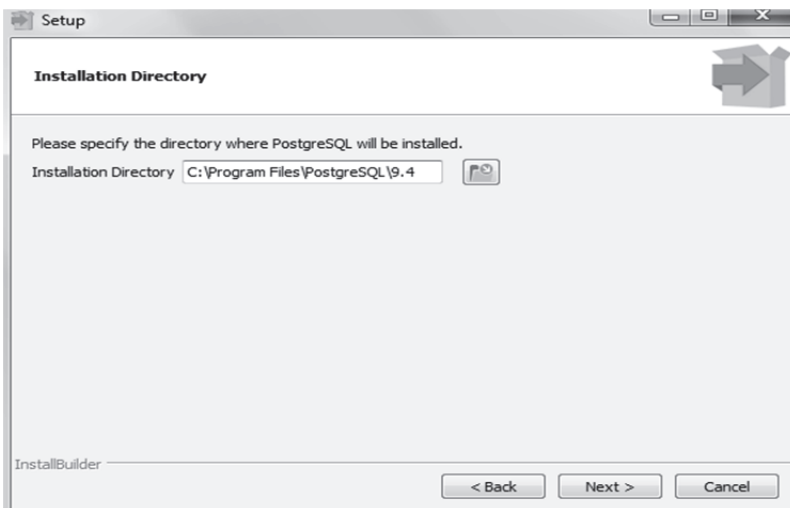 Setup
Installation Directory
Please specify the directory where PostgreSQL will be installed.
Installation Directory C:\Program Files\PostgreSQL\9.4
InstallBuilder
< Back Next > Cancel